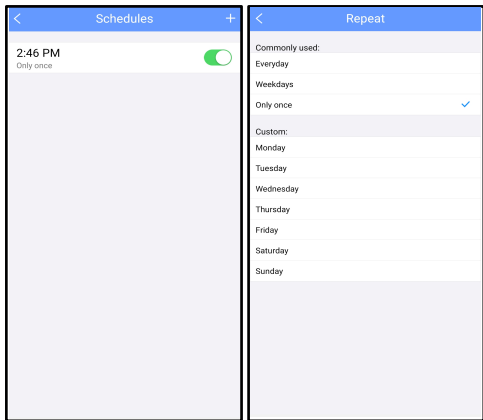 Schedules
2:46 PM
Only once
Repeat
Commonly used:
Everyday
Weekdays
Only once
Custom:
Monday
Tuesday
Wednesday
Thursday
Friday
Saturday
Sunday